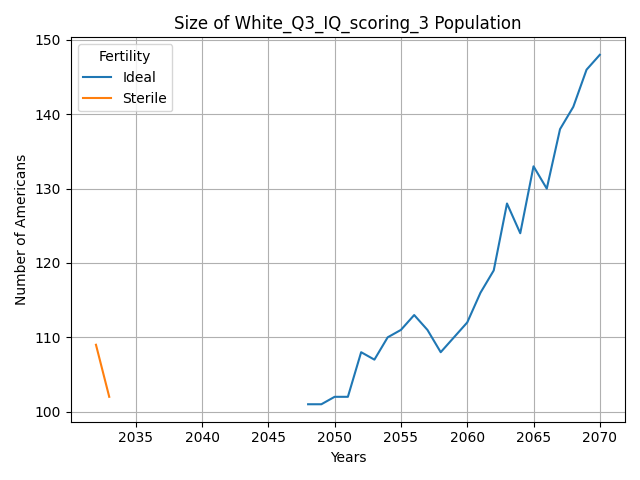 Size of White_Q3_IQ_scoring_3 Population
Fertility
Ideal
Sterile
Number of Americans
150
140
130
120
110
100
2035 2040 2045 2050 2055 2060 2065 2070
Years